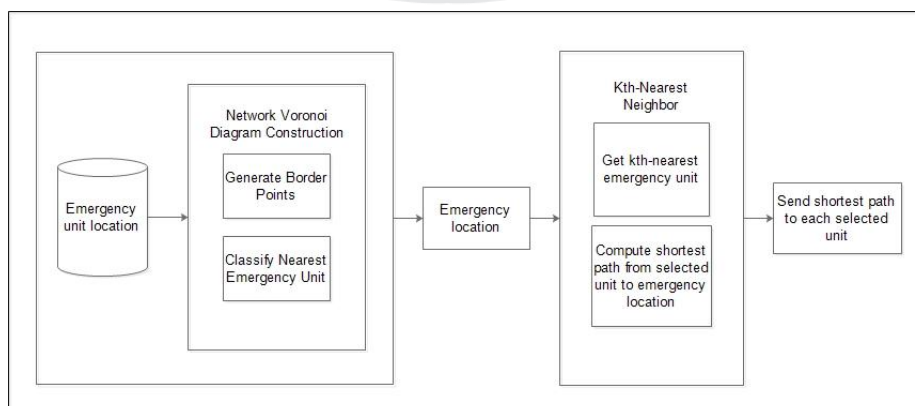 Network Voronoi
Diagram Construction
Generate Border
Points
Classify Nearest
Emergency Unit
Emergency
unit location
Emergency
location
Kth-Nearest
Neighbor
Get kth-nearest
emergency unit
Compute shortest
path from selected
unit to emergency
location
Send shortest path
to each selected
unit